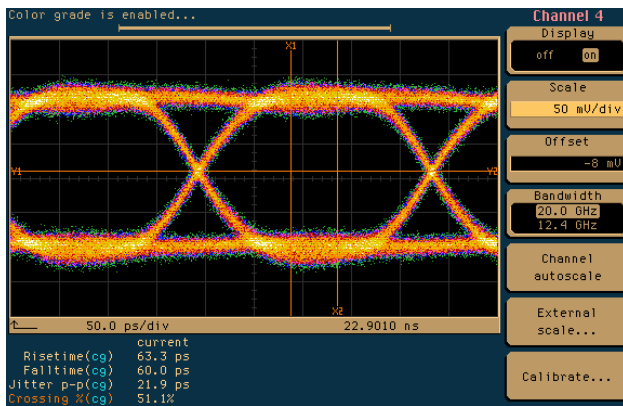 Color grade is enabled...
Channel 4
Display
off on
Scale
50 mV/div
Offset
-8 mV
Bandwidth
20.0 GHz
12.4 GHz
Channel
autoscale
External
scale...
Calibrate...
X1
Y1 Y2
X2
50.0 ps/div 22.9010 ns
current
Risetime(cg) 63.3 ps
Falltime(cg) 60.0 ps
Jitter p-p(cg) 21.9 ps
Crossing %(cg) 51.1%